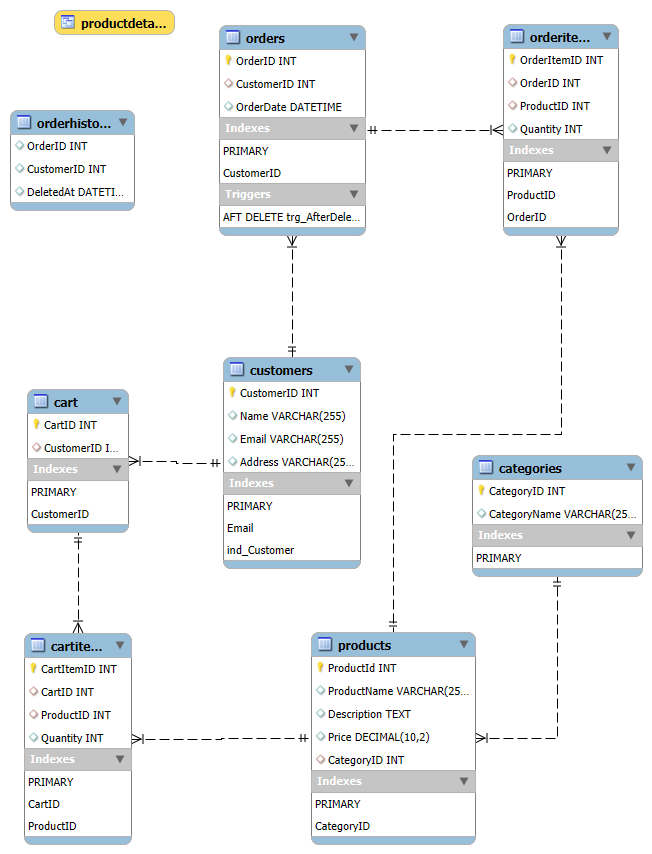 productdeta...
orders
OrderID INT
CustomerID INT
OrderDate DATETIME
Indexes
PRIMARY
CustomerID
Triggers
AFT DELETE trg_AfterDele...
orderite...
OrderItemID INT
OrderID INT
ProductID INT
Quantity INT
Indexes
PRIMARY
ProductID
OrderID
orderhisto...
OrderID INT
CustomerID INT
DeletedAt DATETI...
customers
CustomerID INT
Name VARCHAR(255)
Email VARCHAR(255)
Address VARCHAR(25...
Indexes
PRIMARY
Email
ind_Customer
cart
CartID INT
CustomerID I...
Indexes
PRIMARY
CustomerID
categories
CategoryID INT
CategoryName VARCHAR(25...
Indexes
PRIMARY
cartite...
CartItemID INT
CartID INT
ProductID INT
Quantity INT
Indexes
PRIMARY
CartID
ProductID
products
ProductId INT
ProductName VARCHAR(25...
Description TEXT
Price DECIMAL(10,2)
CategoryID INT
Indexes
PRIMARY
CategoryID